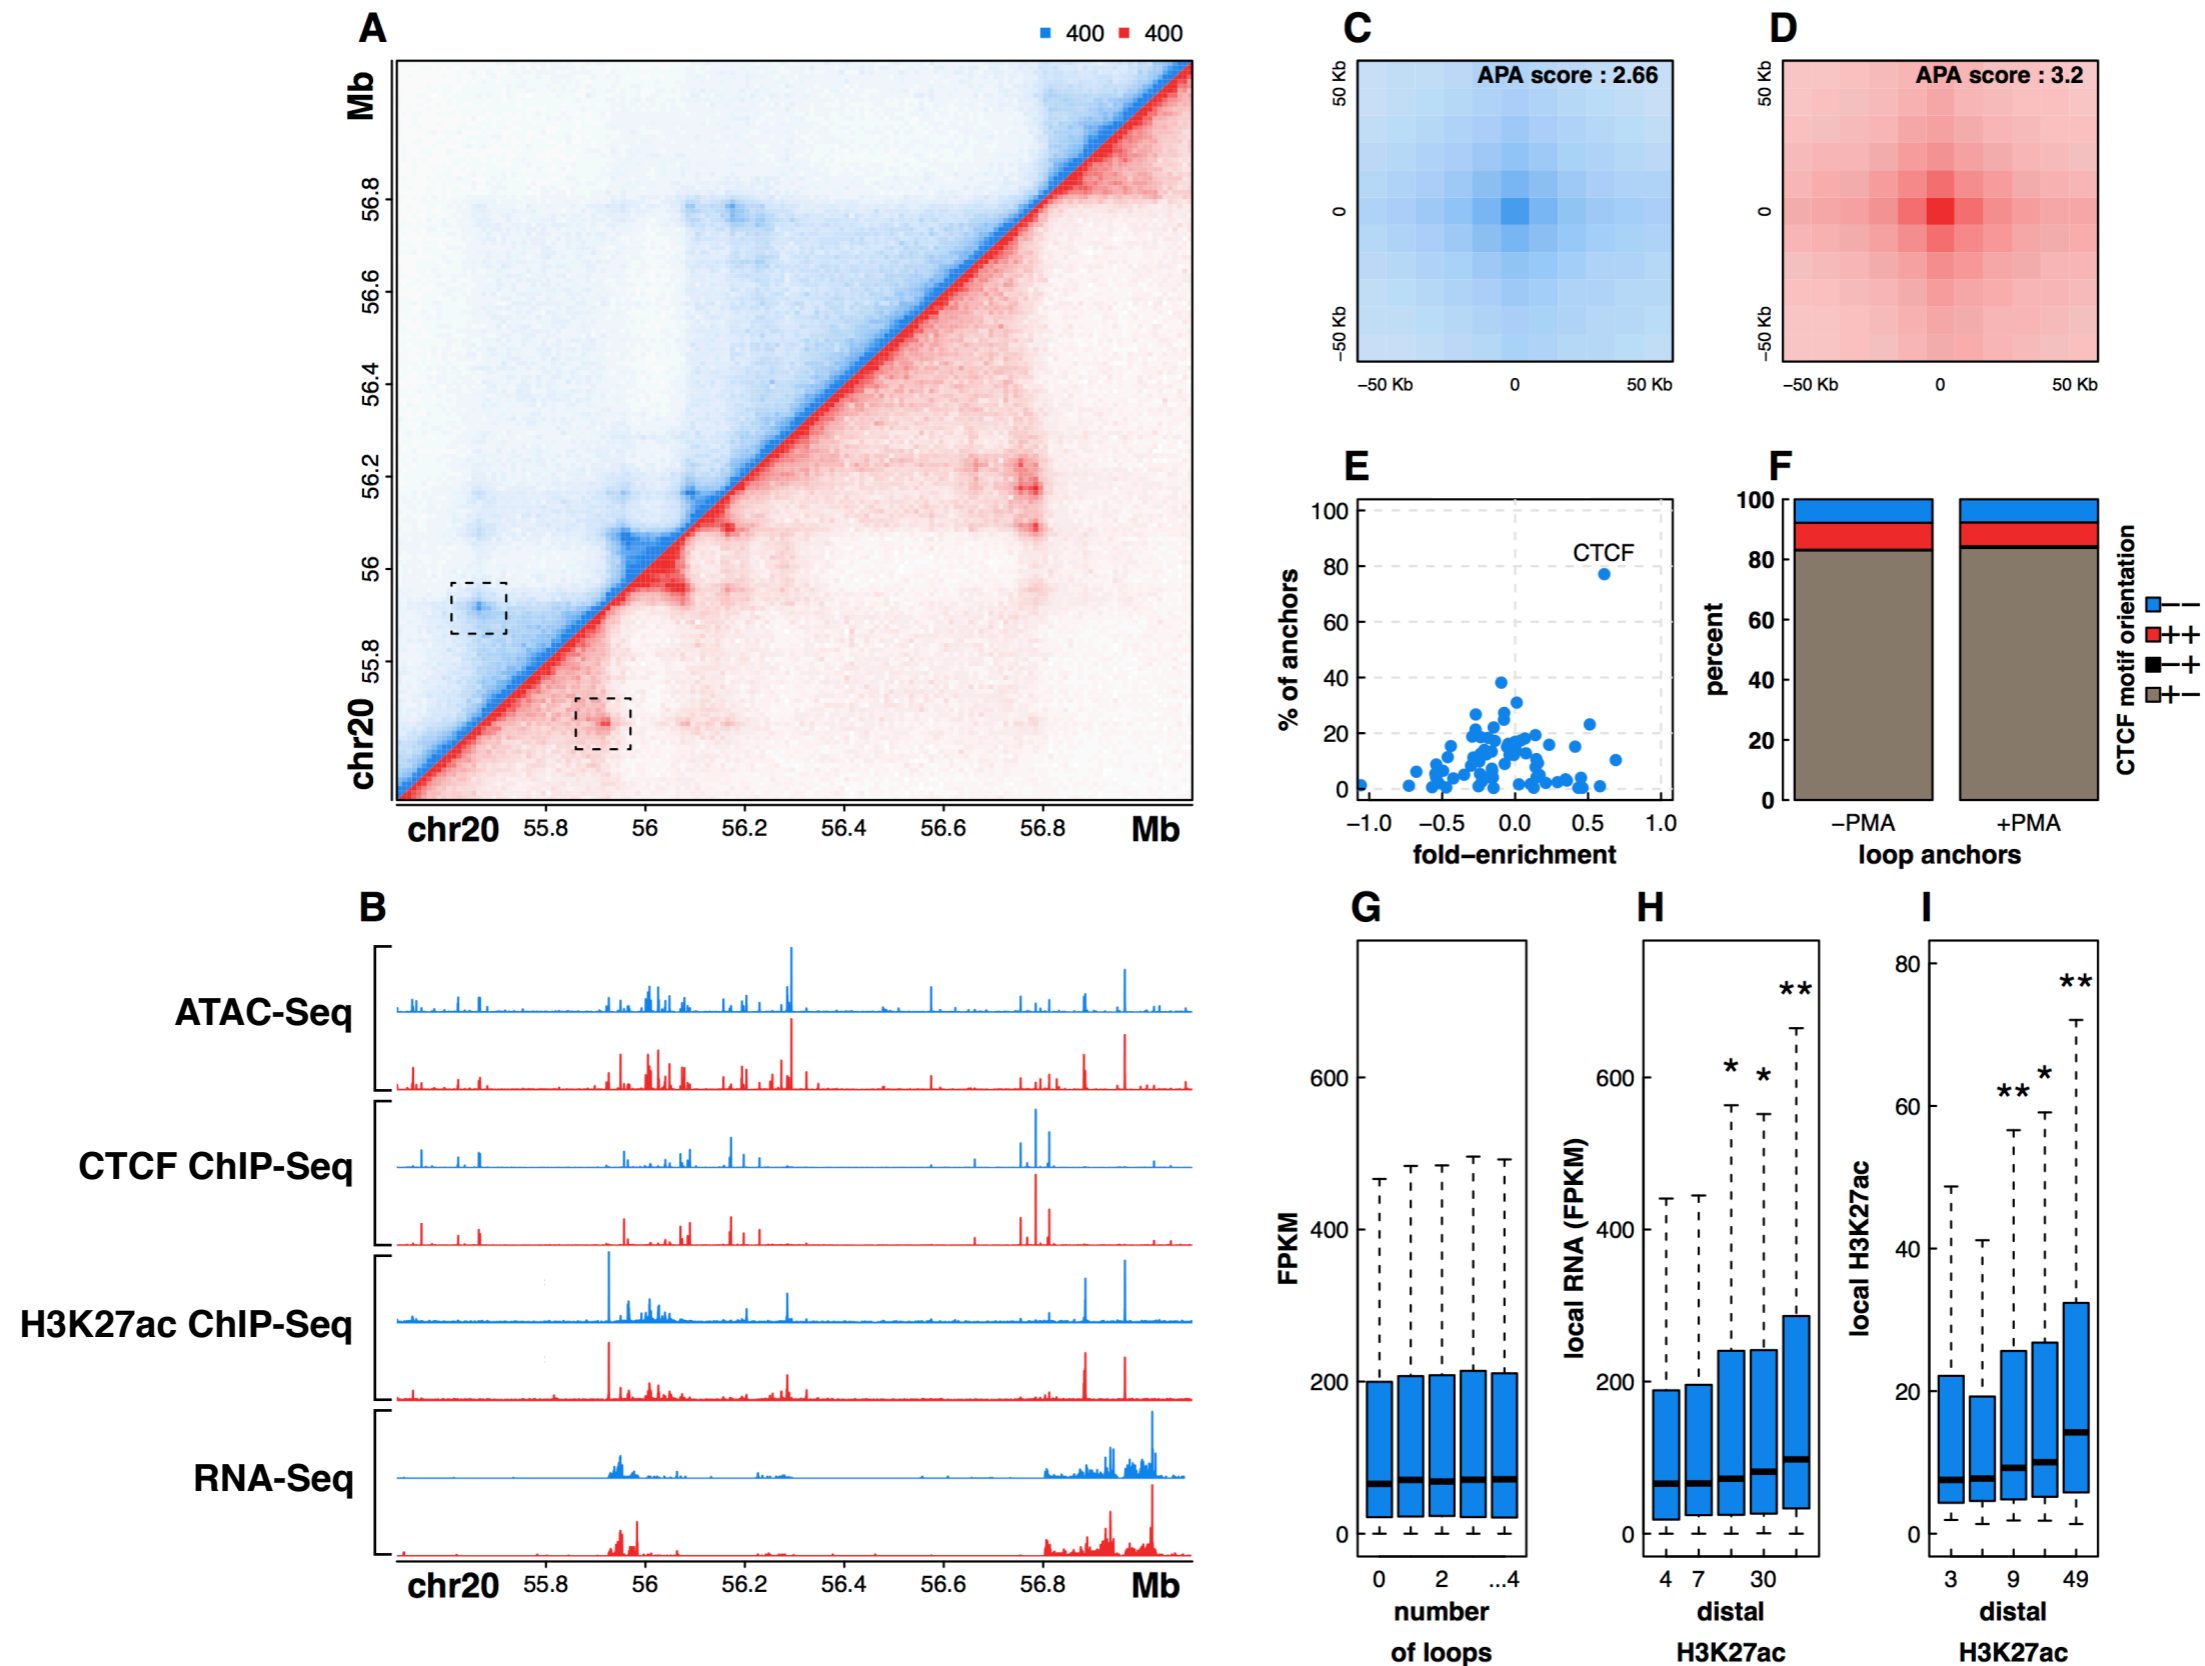 A
400 400
Mb
56.8
56.6
56.4
56.2
56
55.8
chr20
chr20 55.8 56 56.2 56.4 56.6 56.8 Mb
B
ATAC-Seq
CTCF ChIP-Seq
H3K27ac ChIP-Seq
RNA-Seq
chr20 55.8 56 56.2 56.4 56.6 56.8 Mb
C
APA score : 2.66
50 Kb
0
−50 Kb
−50 Kb 0 50 Kb
D
APA score : 3.2
50 Kb
0
−50 Kb
−50 Kb 0 50 Kb
E
% of anchors
100
80
60
40
20
0
CTCF
−1.0 −0.5 0.0 0.5 1.0
fold−enrichment
F
percent
100
80
60
40
20
0
−PMA +PMA
loop anchors
CTCF motif orientation
−−
++
−+
+−
G
FPKM
600
400
200
0
0 2 ...4
number
of loops
H
local RNA (FPKM)
600
400
200
0
**
*
*
4 7 30
distal
H3K27ac
I
local H3K27ac
80
60
40
20
0
**
*
**
3 9 49
distal
H3K27ac